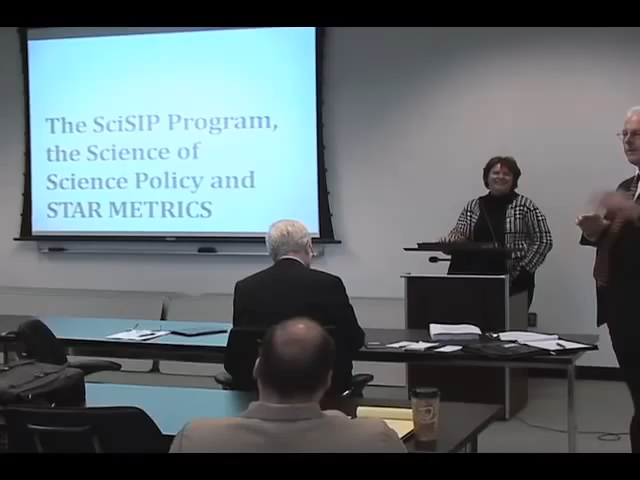 The SciSIP Program,
the Science of
Science Policy and
STAR METRICS